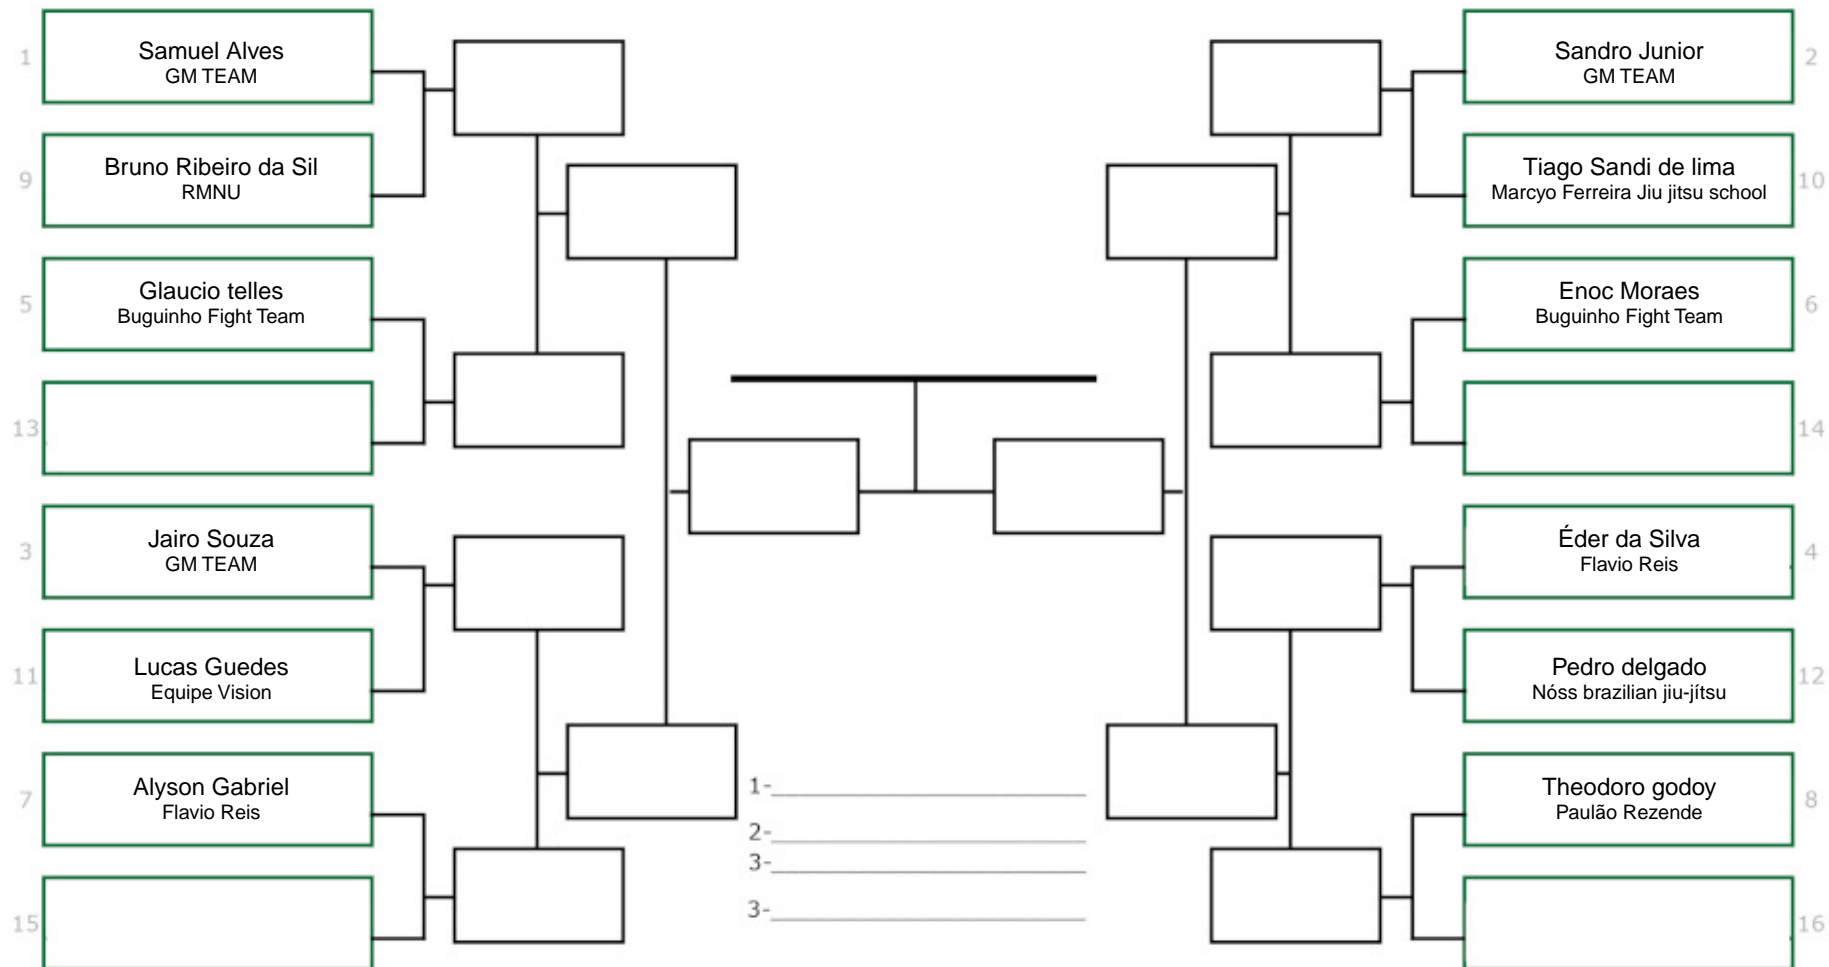 1
Samuel Alves
GM TEAM
9
Bruno Ribeiro da Sil
RMNU
5
Glaucio telles
Buguinho Fight Team
13
3
Jairo Souza
GM TEAM
11
Lucas Guedes
Equipe Vision
7
Alyson Gabriel
Flavio Reis
15
1-
2-
3-
3-
Sandro Junior
GM TEAM
2
Tiago Sandi de lima
Marcyo Ferreira Jiu jitsu school
10
Enoc Moraes
Buguinho Fight Team
6
14
Éder da Silva
Flavio Reis
4
Pedro delgado
Nóss brazilian jiu-jítsu
12
Theodoro godoy
Paulão Rezende
8
16